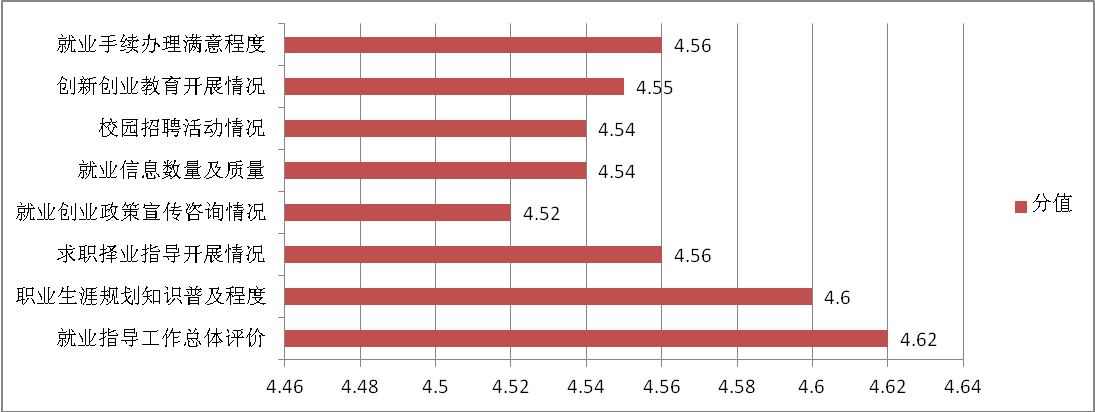 就业手续办理满意程度 4.56
创新创业教育开展情况 4.55
校园招聘活动情况 4.54
就业信息数量及质量 4.54
就业创业政策宣传咨询情况 4.52
求职择业指导开展情况 4.56
职业生涯规划知识普及程度 4.6
就业指导工作总体评价 4.62
4.46 4.48 4.5 4.52 4.54 4.56 4.58 4.6 4.62 4.64
分值